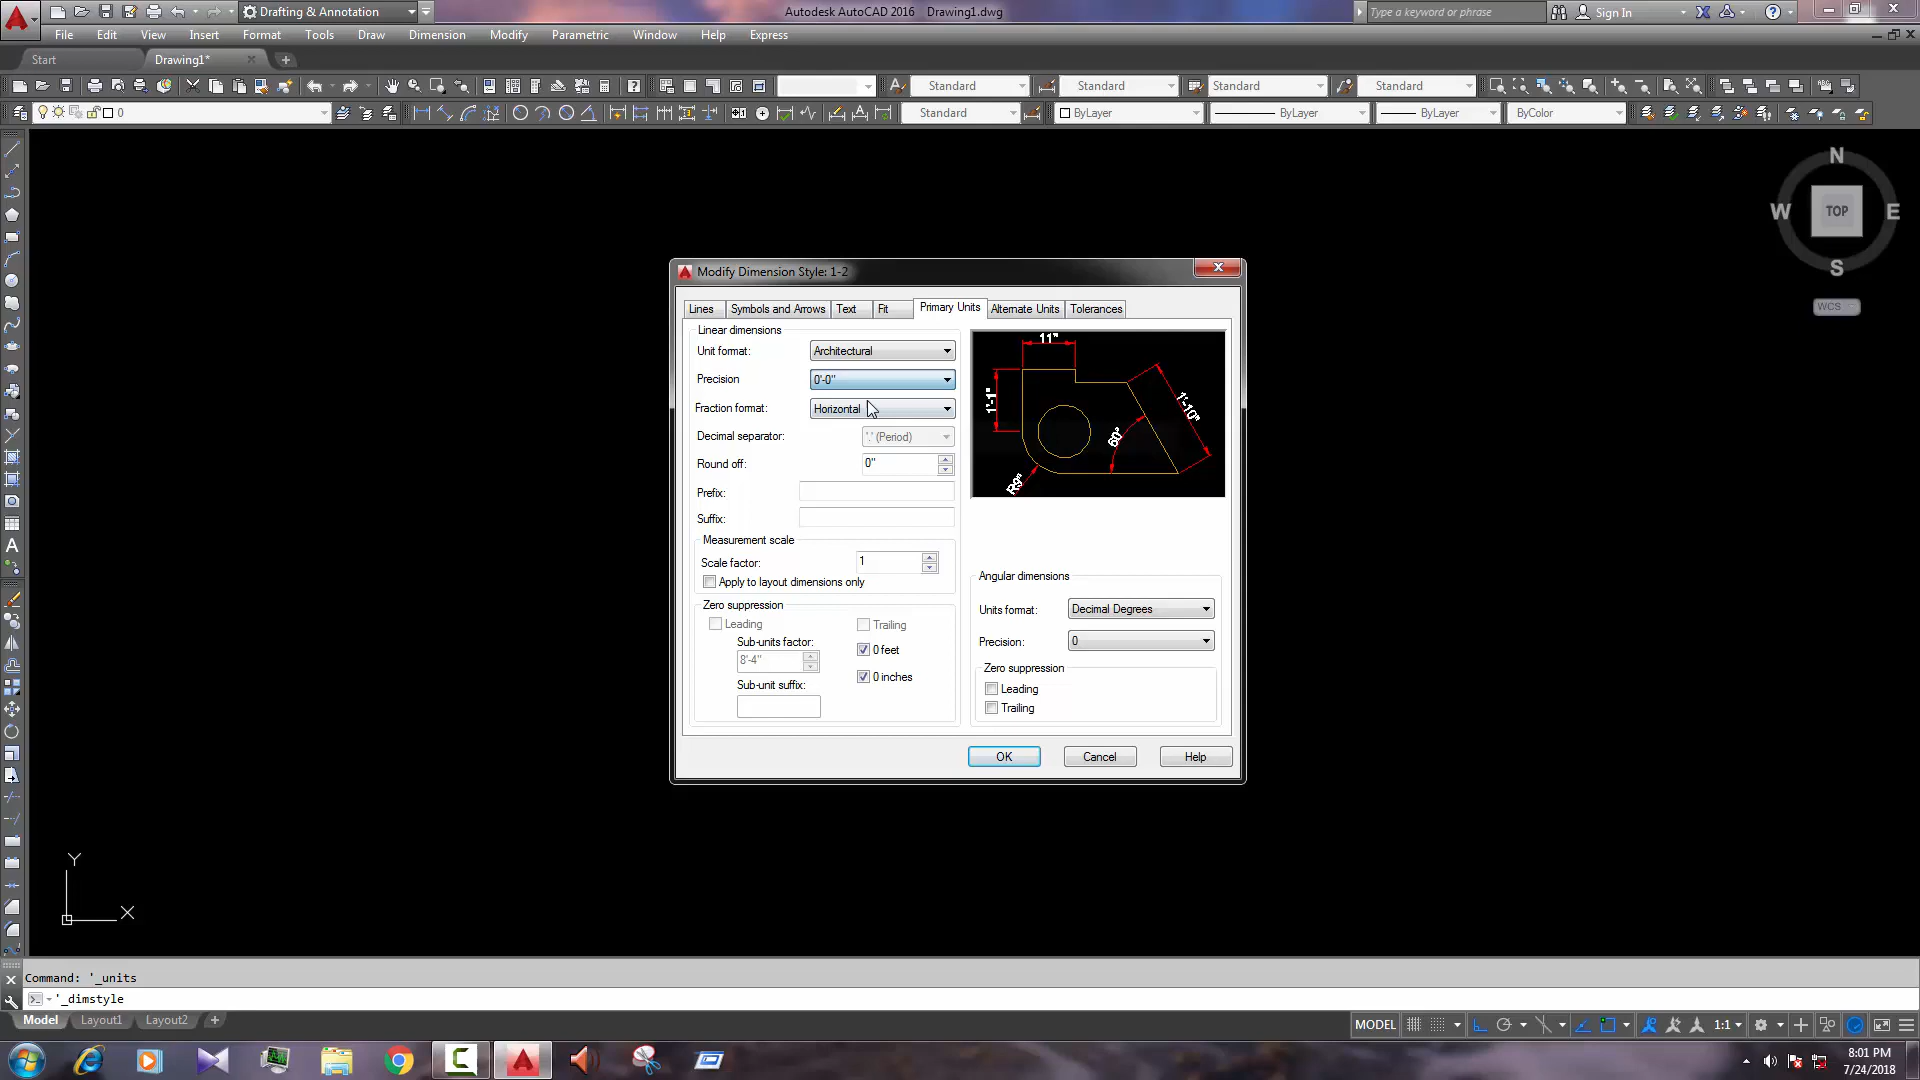 Drafting & Annotation
Autodesk AutoCAD 2016 Drawing1.dwg
Type a keyword or phrase
Sign In
File Edit View Insert Format Tools Draw Dimension Modify Parametric Window Help Express
Start
Drawing1*
Standard Standard Standard Standard
0 Standard ByLayer ByLayer ByLayer ByColor
N
W TOP E
S
WCS
Modify Dimension Style: 1-2
Lines Symbols and Arrows Text Fit Primary Units Alternate Units Tolerances
Linear dimensions
Unit format: Architectural
Precision 0'-0"
Fraction format: Horizontal
Decimal separator: '.' (Period)
Round off: 0"
Prefix:
Suffix:
Measurement scale
Scale factor: 1
Apply to layout dimensions only
Zero suppression
Leading
Trailing
Sub-units factor:
8'-4"
0 feet
Sub-unit suffix:
0 inches
11"
1'-1"
1'-10"
60°
R9"
Angular dimensions
Units format: Decimal Degrees
Precision: 0
Zero suppression
Leading
Trailing
OK Cancel Help
Y
X
Command: '_units
'_dimstyle
Model Layout1 Layout2
MODEL 1:1
8:01 PM
7/24/2018